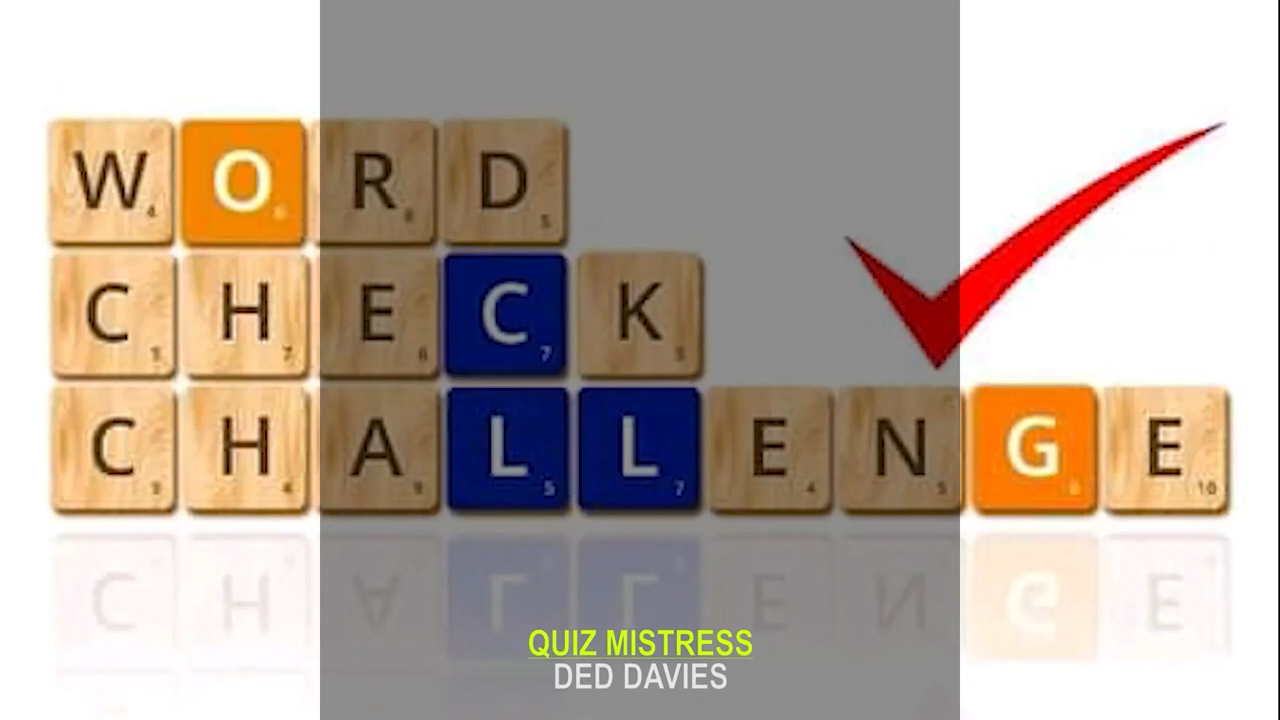 WORD
CHECK
CHALLENGE
QUIZ MISTRESS
DED DAVIES